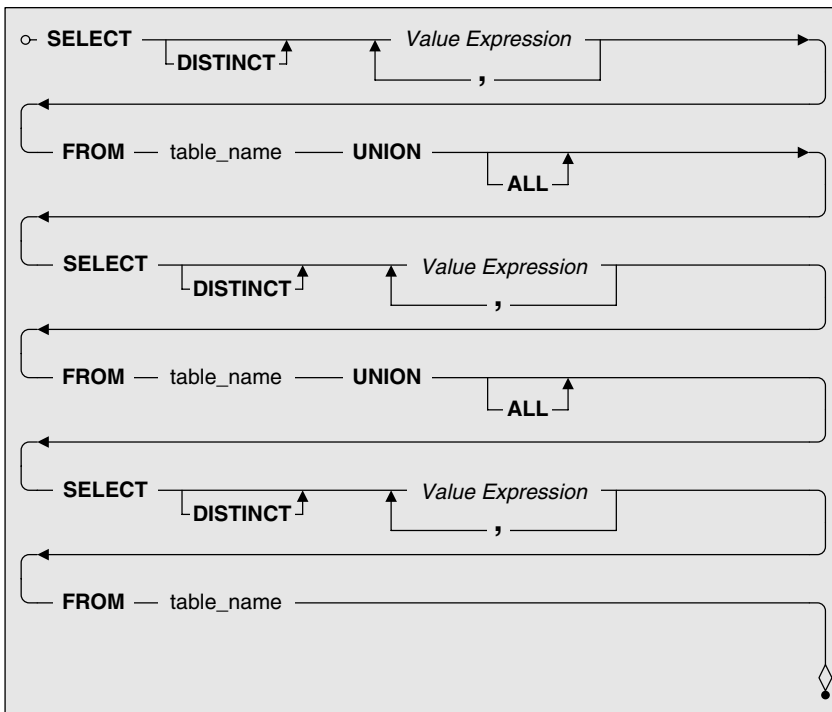 SELECT Value Expression
DISTINCT ,
FROM table_name UNION
ALL
SELECT Value Expression
DISTINCT ,
FROM table_name UNION
ALL
SELECT Value Expression
DISTINCT ,
FROM table_name